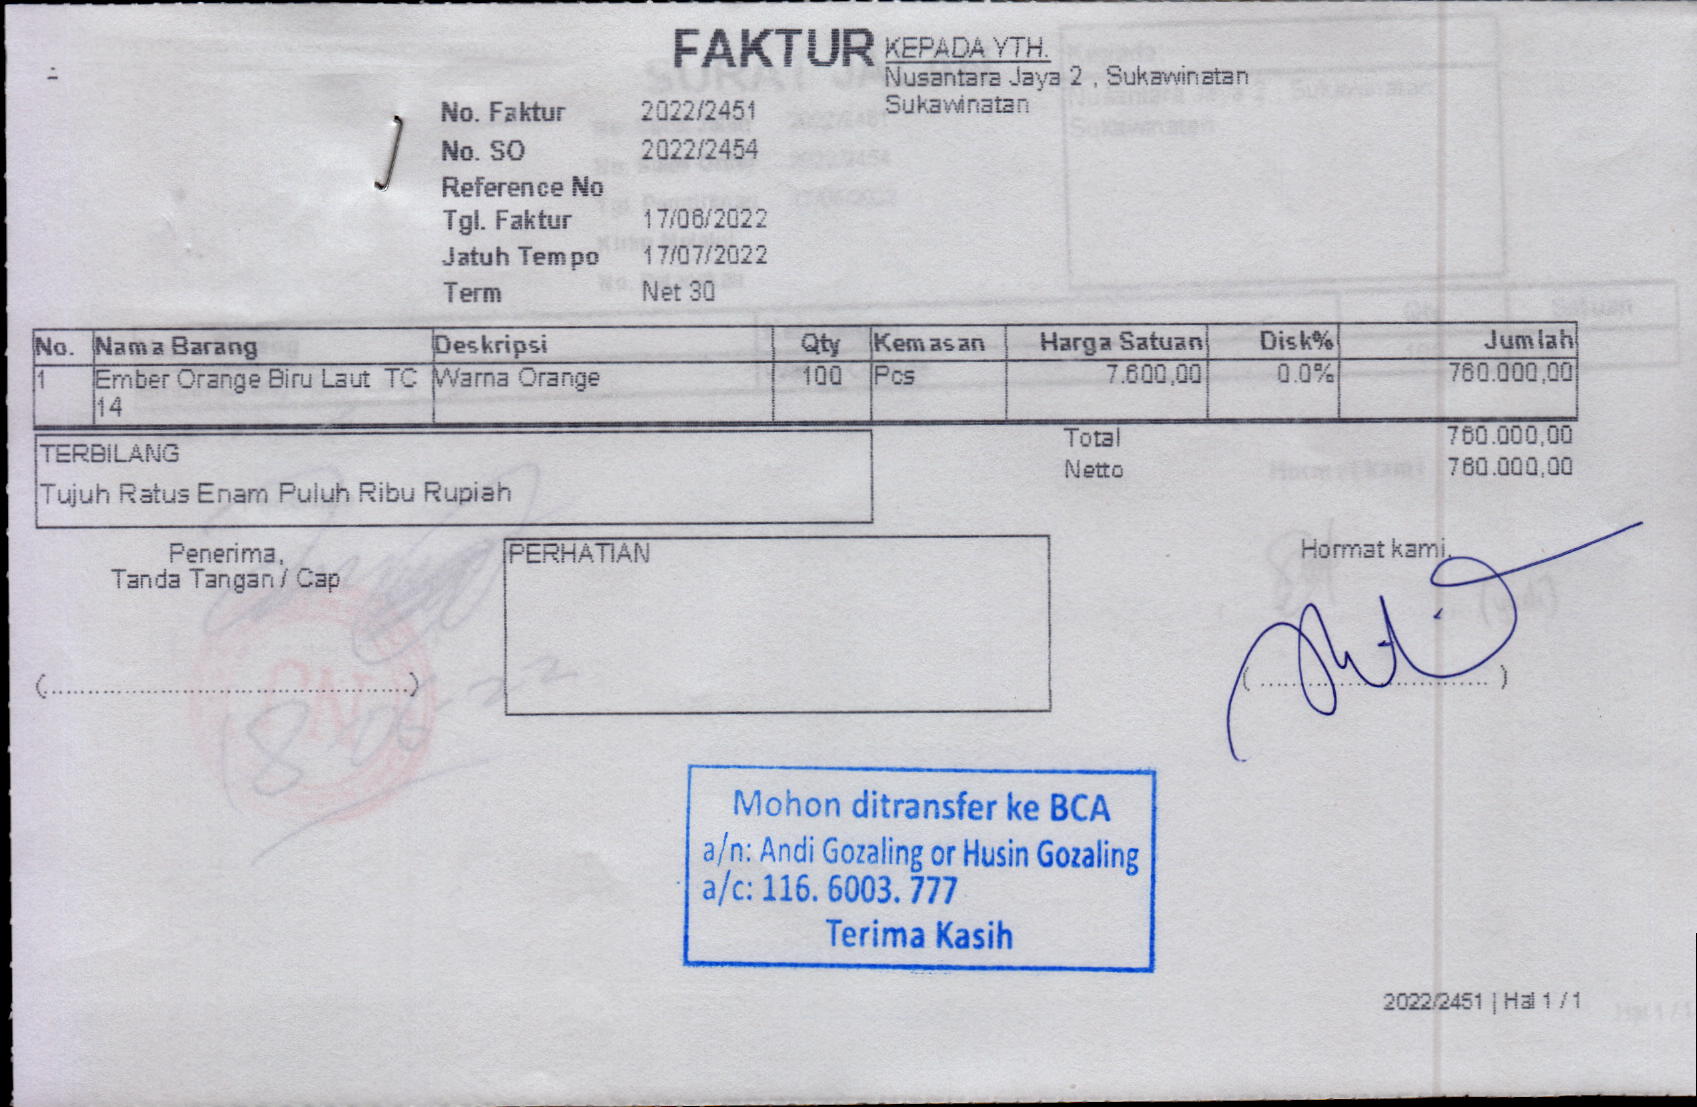 FAKTUR
KEPADA YTH.
Nusantara Jaya 2 , Sukawinatan
Sukawinatan
No. Faktur 2022/2451
No. SO 2022/2454
Reference No
Tgl. Faktur 17/06/2022
Jatuh Tempo 17/07/2022
Term Net 30
No. Nama Barang Deskripsi Qty Kemasan Harga Satuan Disk% Jumlah
1 Ember Orange Biru Laut TC Warna Orange 100 Pcs 7.600,00 0.0% 760.000,00
14
Total 760.000,00
Netto 760.000,00
TERBILANG
Tujuh Ratus Enam Puluh Ribu Rupiah
Penerima,
Tanda Tangan / Cap
(................................................)
PERHATIAN
Hormat kami,
( ............................... )
Mohon ditransfer ke BCA
a/n: Andi Gozaling or Husin Gozaling
a/c: 116. 6003. 777
Terima Kasih
2022/2451 | Hal 1 / 1